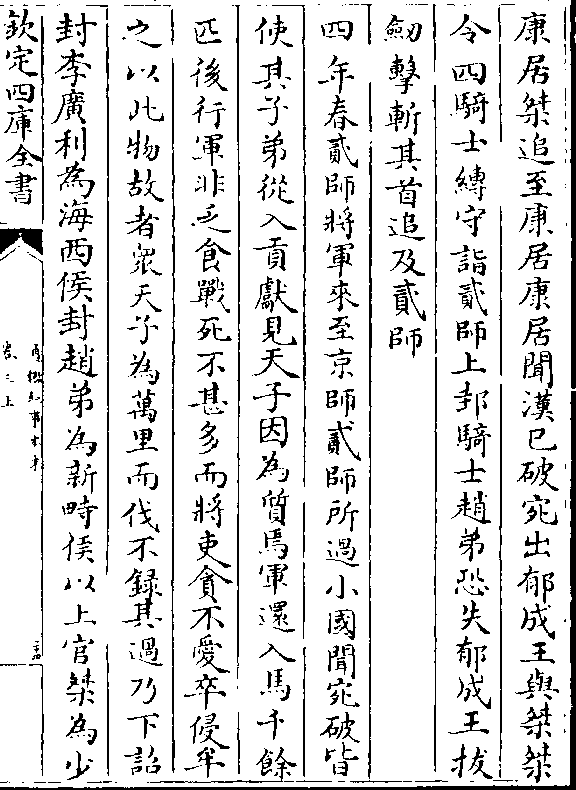 康居桀追至康居康居聞漢已破宛出郁成王與桀桀
令四騎士縛守詣貳師上邽騎士趙弟恐失郁成王拔
劒擊斬其首追及貳師
四年春貳師將軍來至京師貳師所過小國聞宛破皆
使其子弟從入貢獻見天子因為質焉軍還入馬千餘
匹後行軍非乏食戰死不甚多而將吏貪不愛卒侵牟
之以此物故者衆天子為萬里而伐不録其過乃下詔
封李廣利為海西侯封趙弟為新畤侯以上官桀為少
欽定四庫全書
卷三上